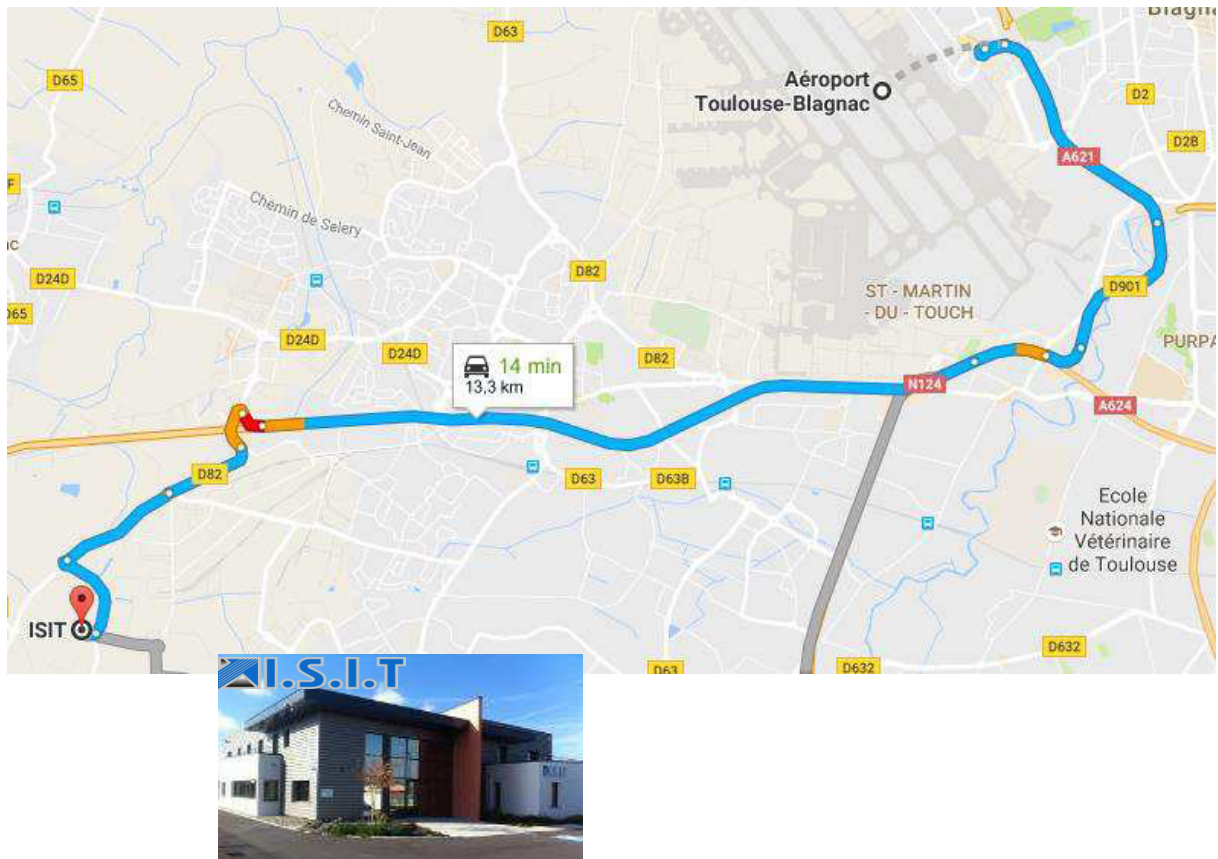 Blagna
D63
D65
Aéroport
Toulouse-Blagnac
D2
Chemin Saint-Jean
D2B
A621
F
Chemin de Selery
D24D
D82
ST - MARTIN
- DU - TOUCH
D901
D65
D24D
D24D
D82
PURPA
14 min
13,3 km
N124
A624
D82
D63
D63B
Ecole
Nationale
Vétérinaire
de Toulouse
ISIT
D63
D632
D632
I.S.I.T